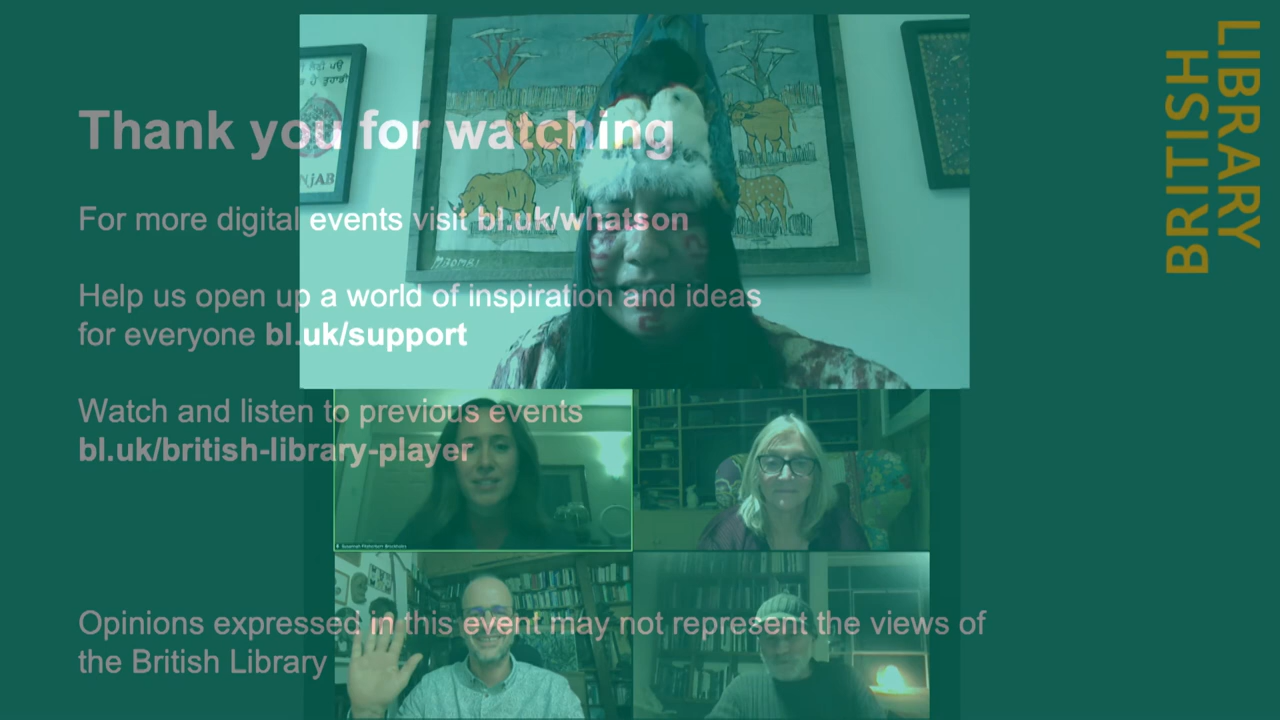 Thank you for watching
For more digital events visit bl.uk/whatson
Help us open up a world of inspiration and ideas
for everyone bl.uk/support
Watch and listen to previous events
bl.uk/british-library-player
Opinions expressed in this event may not represent the views of
the British Library
LIBRARY
BRITISH
MBOMBI
NjAB